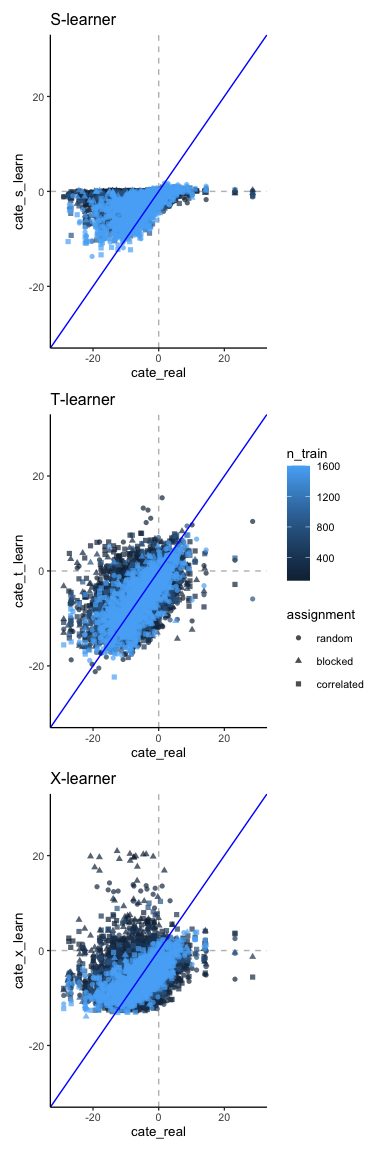 S-learner
20
0
-20
cate_s_learn
-20 0 20
cate_real
T-learner
20
0
-20
cate_t_learn
-20 0 20
cate_real
n_train
1600
1200
800
400
assignment
random
blocked
correlated
X-learner
20
0
-20
cate_x_learn
-20 0 20
cate_real